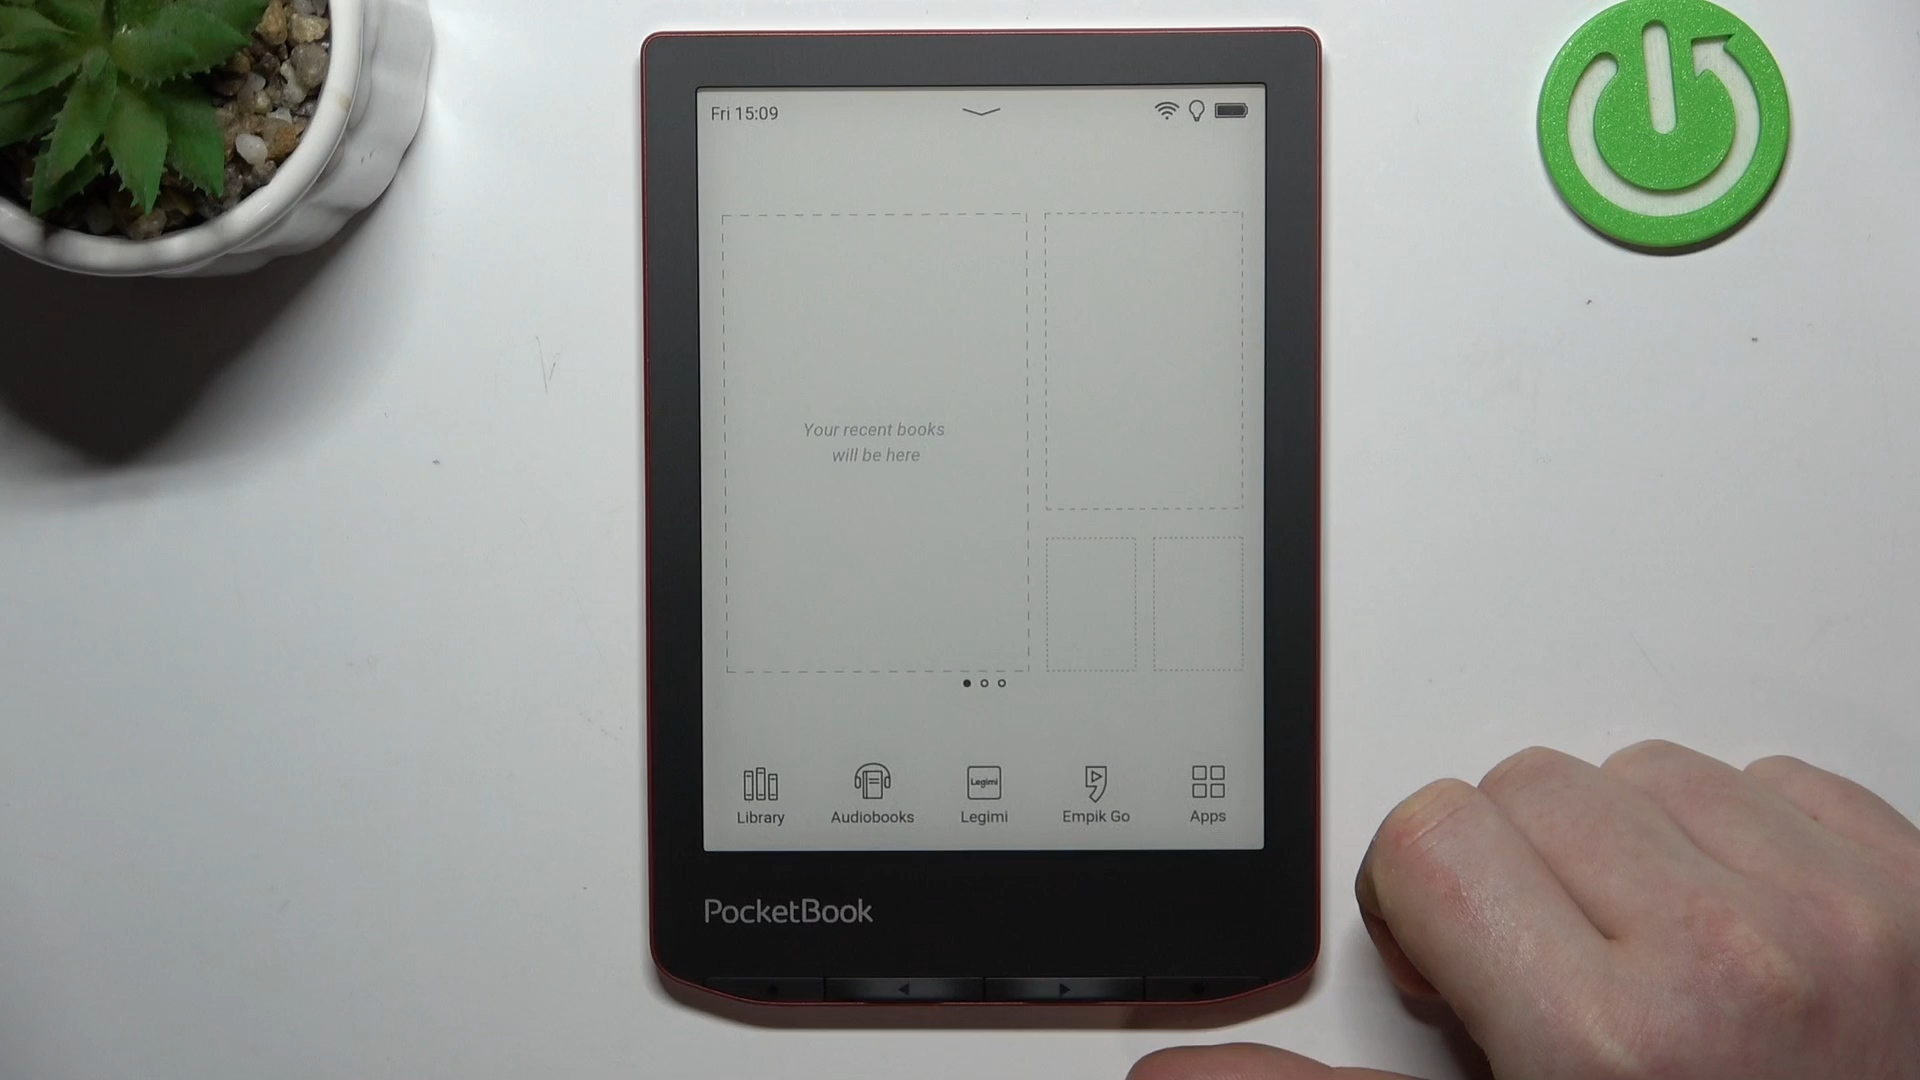 Fri 15:09
Your recent books
will be here
Legimi
Library
Audiobooks
Legimi
Empik Go
Apps
PocketBook